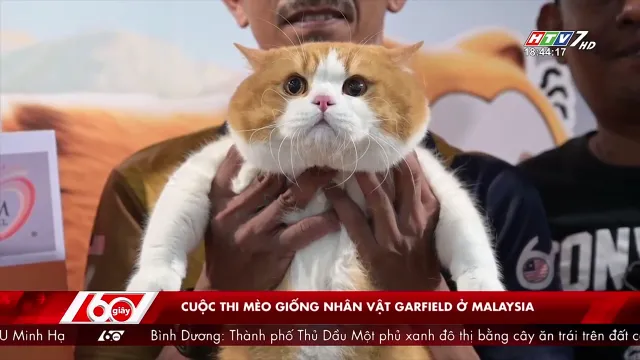 HTV7 HD
18:44:17
60 giây
CUỘC THI MÈO GIỐNG NHÂN VẬT GARFIELD Ở MALAYSIA
U Minh Hạ
60
Bình Dương: Thành phố Thủ Dầu Một phủ xanh đô thị bằng cây ăn trái trên đất